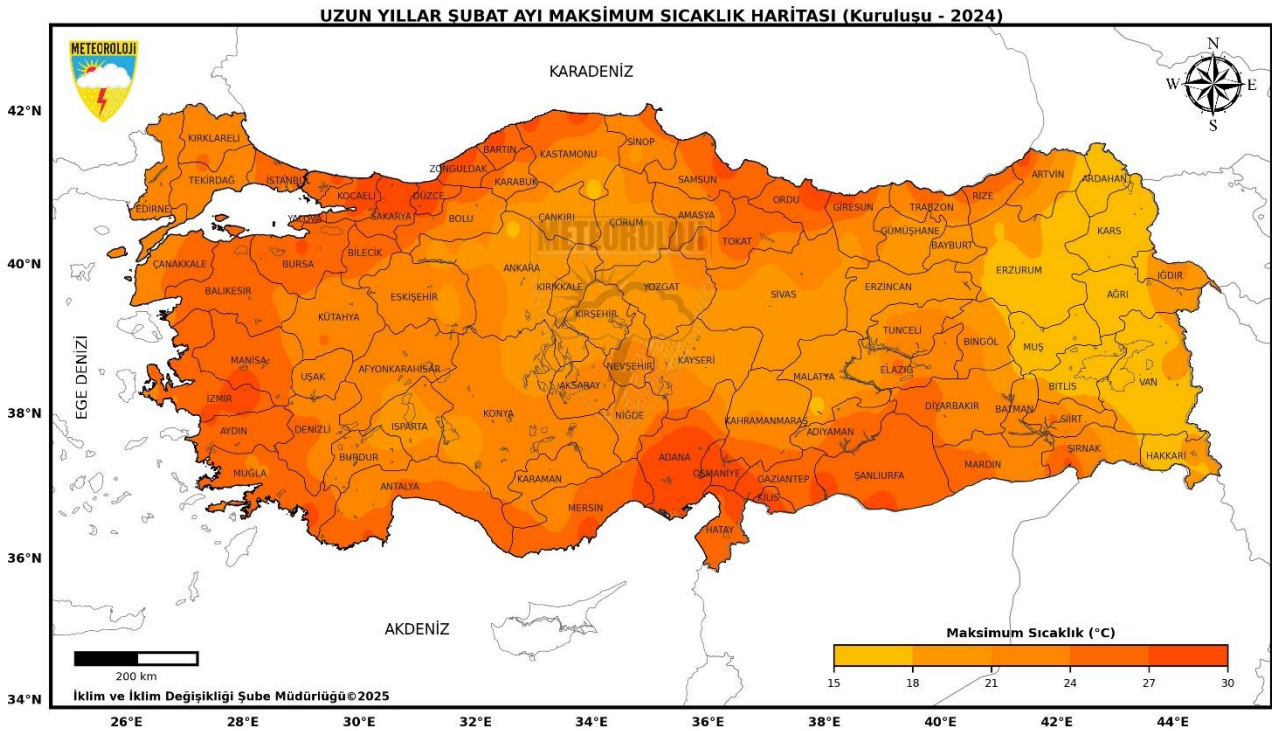 UZUN YILLAR ŞUBAT AYI MAKSİMUM SICAKLIK HARİTASI (Kuruluşu - 2024)
METEOROLOJİ
KARADENİZ
N
W E
S
42°N
40°N
38°N
36°N
34°N
EGE DENİZİ
KIRKLARELİ
TEKİRDAĞ
EDİRNE
İSTANBUL
KOCAELİ
YALOVA
SAKARYA
DÜZCE
ZONGULDAK
BARTIN
KARABÜK
KASTAMONU
SİNOP
BOLU
ÇANKIRI
ÇORUM
SAMSUN
AMASYA
TOKAT
ORDU
GİRESUN
TRABZON
GÜMÜŞHANE
BAYBURT
RİZE
ARTVİN
ARDAHAN
KARS
IĞDIR
AĞRI
ERZURUM
ERZİNCAN
ÇANAKKALE
BALIKESİR
BURSA
BİLECİK
ESKİŞEHİR
KÜTAHYA
ANKARA
KIRIKKALE
YOZGAT
SİVAS
KIRŞEHİR
METEOROLOJİ
TUNCELİ
BİNGÖL
MUŞ
ELAZIĞ
BİTLİS
VAN
MANİSA
UŞAK
AFYONKARAHİSAR
NEVŞEHİR
KAYSERİ
MALATYA
AKSARAY
İZMİR
AYDIN
DENİZLİ
ISPARTA
KONYA
NİĞDE
KAHRAMANMARAŞ
ADIYAMAN
DİYARBAKIR
BATMAN
SİİRT
ŞIRNAK
HAKKARİ
MARDİN
MUĞLA
BURDUR
ANTALYA
KARAMAN
MERSİN
ADANA
OSMANİYE
GAZİANTEP
KİLİS
ŞANLIURFA
HATAY
AKDENİZ
Maksimum Sıcaklık (°C)
15 18 21 24 27 30
200 km
İklim ve İklim Değişikliği Şube Müdürlüğü©2025
26°E 28°E 30°E 32°E 34°E 36°E 38°E 40°E 42°E 44°E